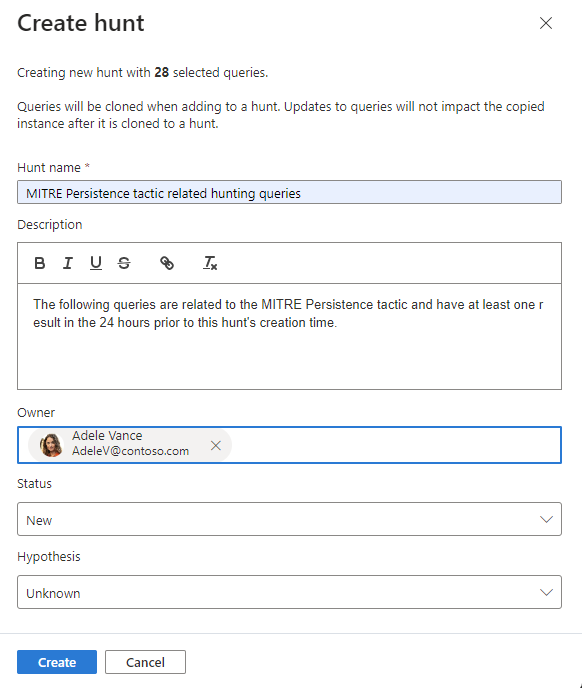 Create hunt
Creating new hunt with 28 selected queries.
Queries will be cloned when adding to a hunt. Updates to queries will not impact the copied
instance after it is cloned to a hunt.
Hunt name *
MITRE Persistence tactic related hunting queries
Description
B I U S
The following queries are related to the MITRE Persistence tactic and have at least one r
esult in the 24 hours prior to this hunt's creation time.
Owner
Adele Vance
AdeleV@contoso.com
Status
New
Hypothesis
Unknown
Create Cancel